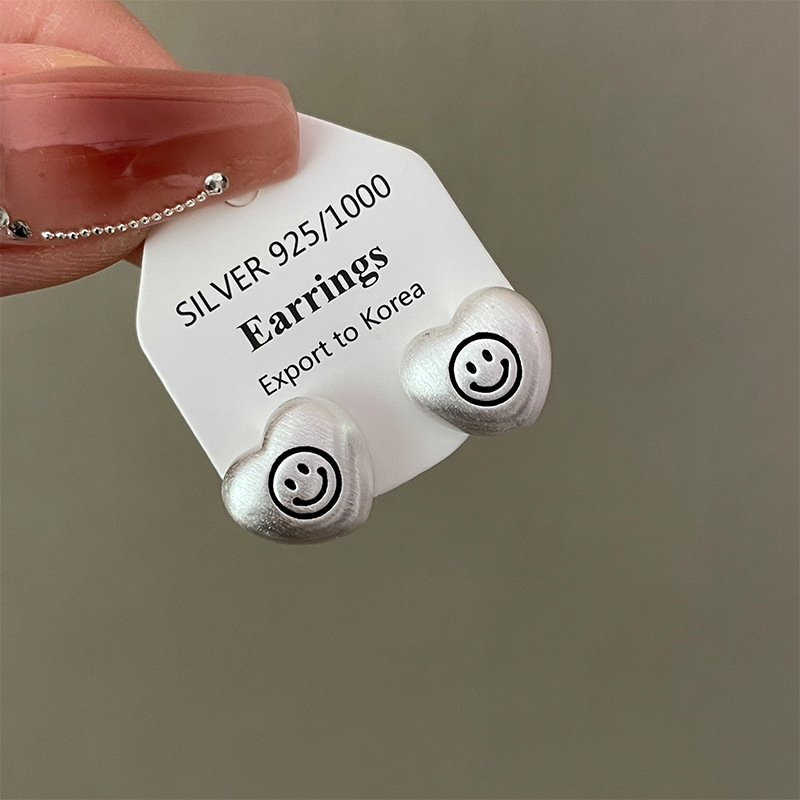 SILVER 925/1000
Earrings
Export to Korea